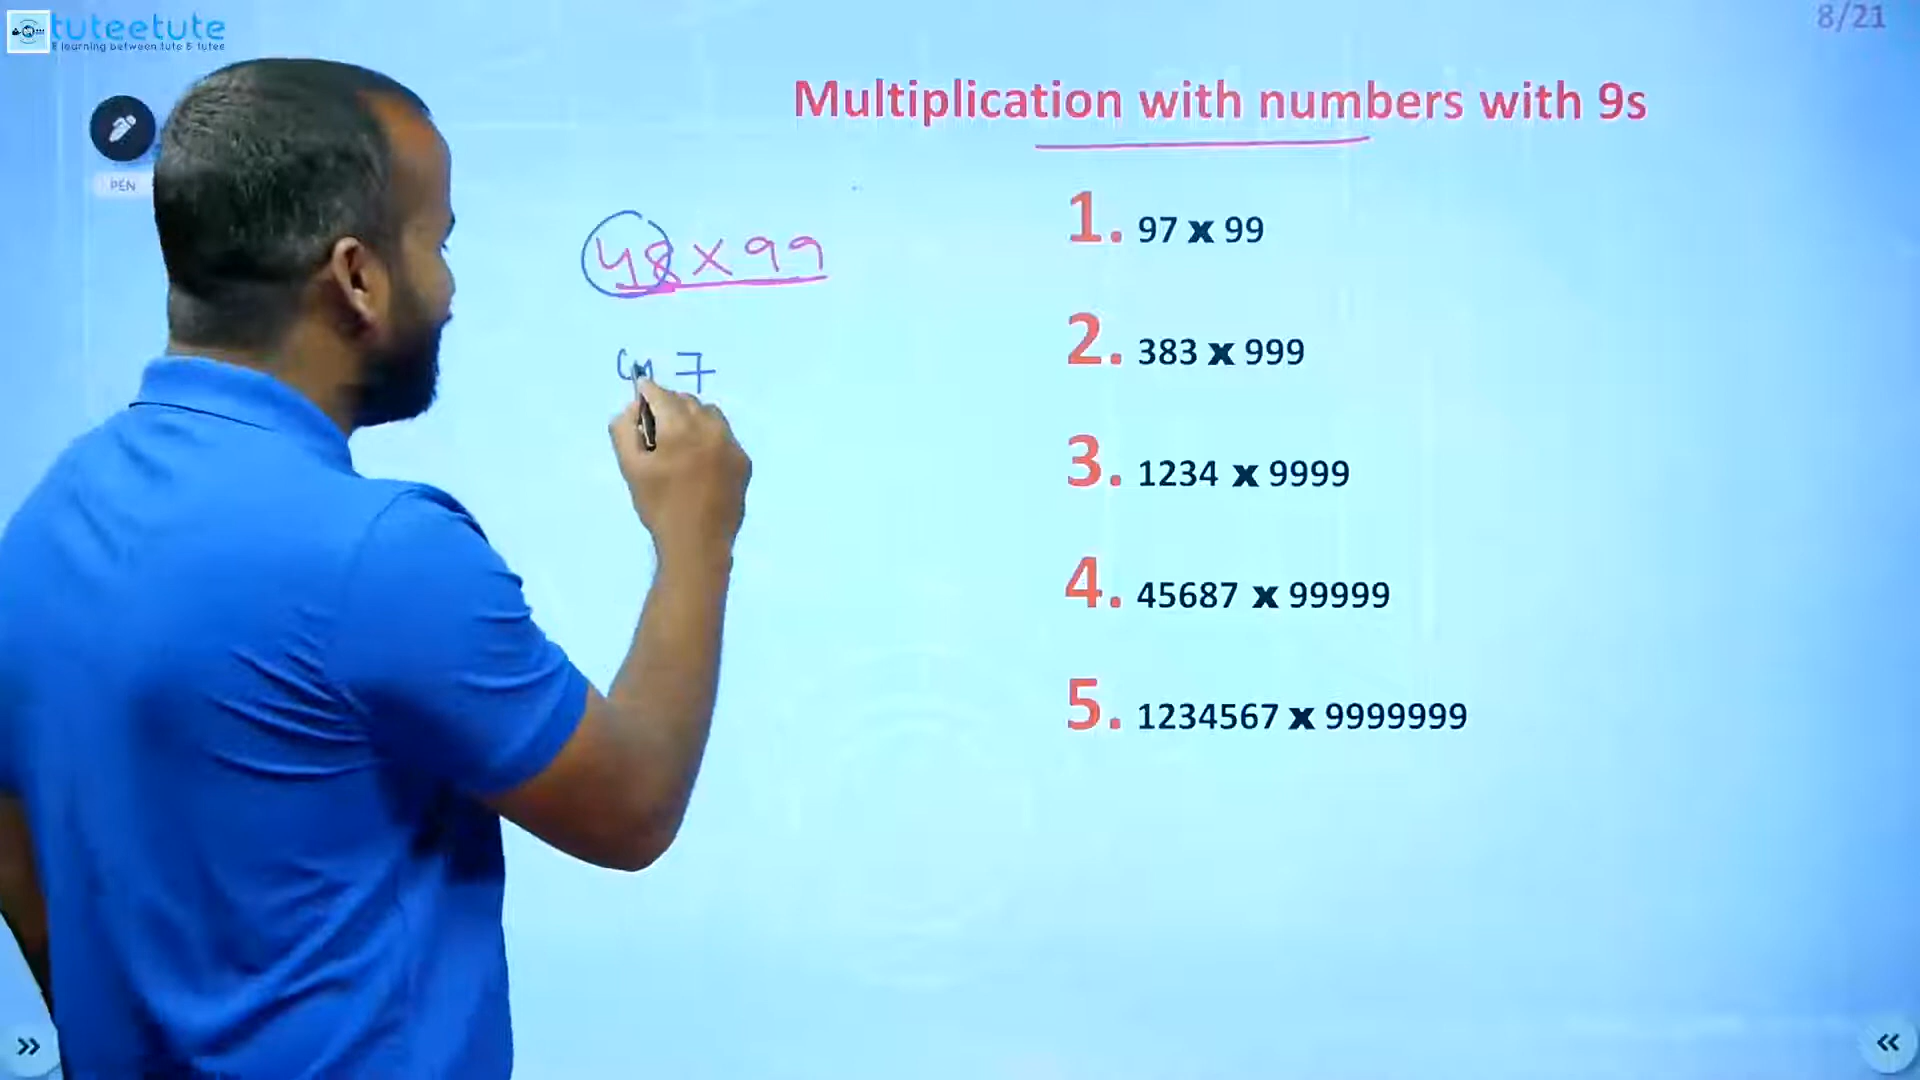 tuteetute
e learning between tute & tutee
8/21
PEN
Multiplication with numbers with 9s
48 x 99
47
1. 97 x 99
2. 383 x 999
3. 1234 x 9999
4. 45687 x 99999
5. 1234567 x 9999999